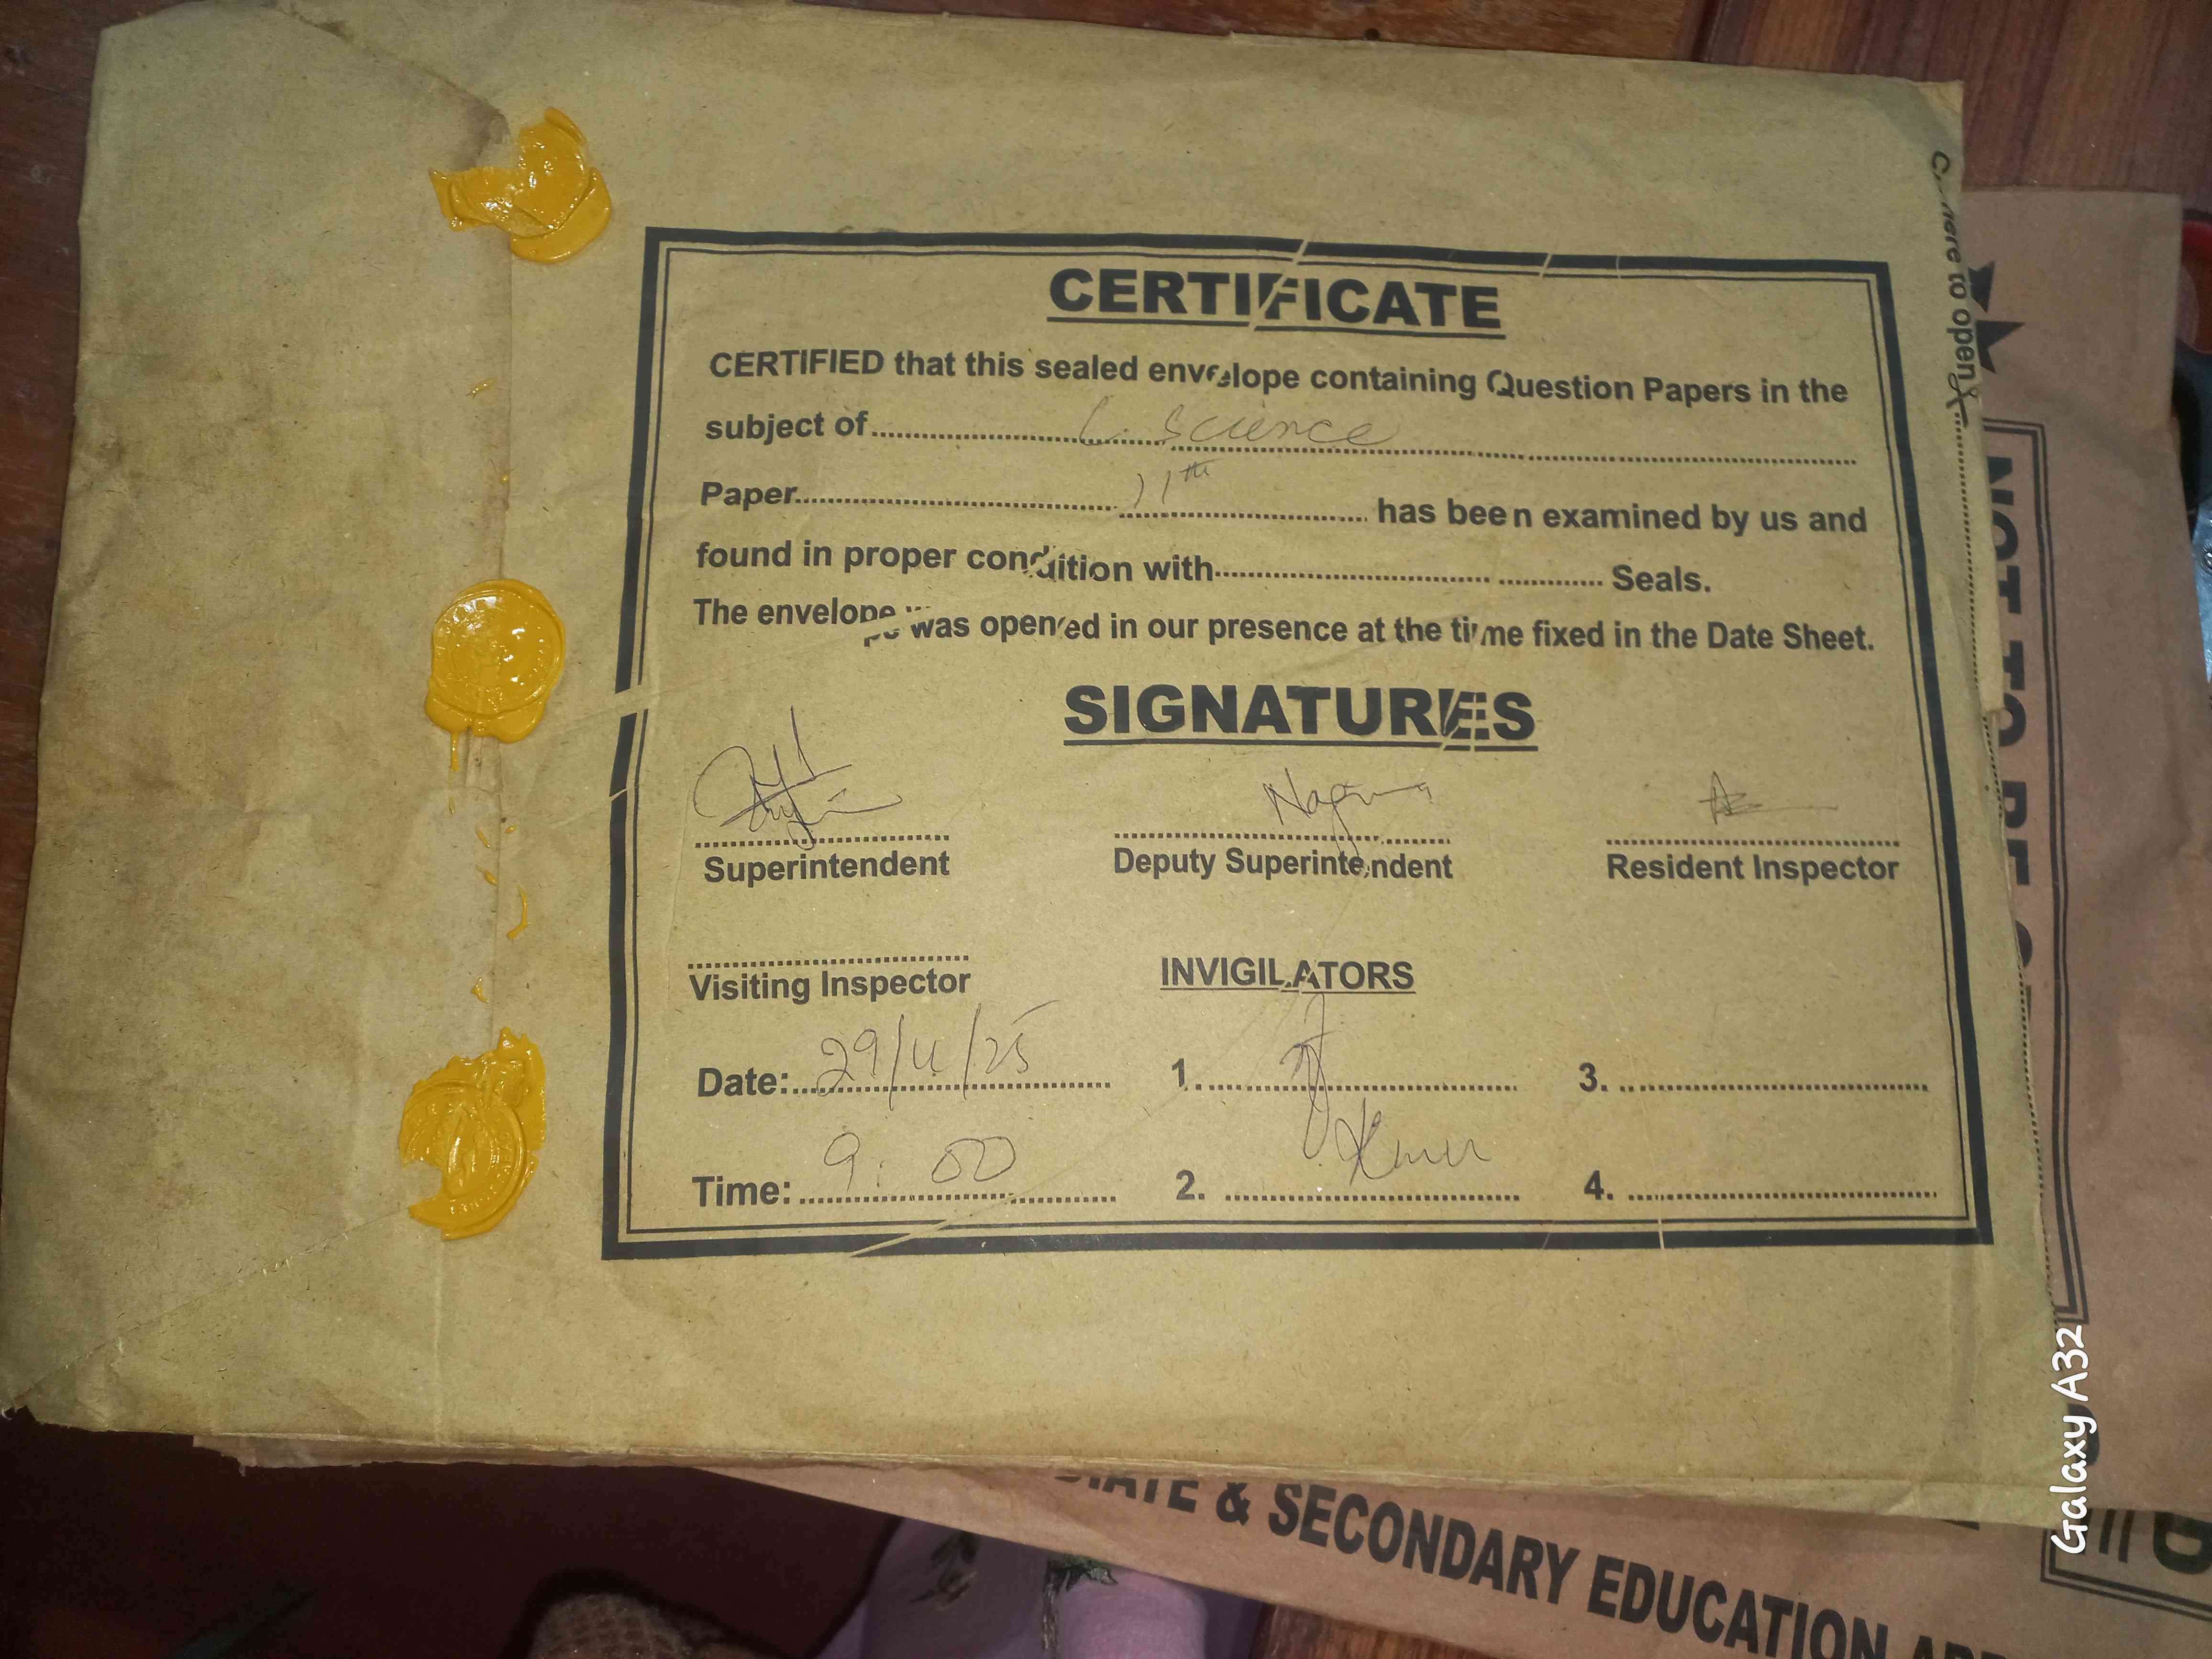 CERTIFICATE
CERTIFIED that this sealed envelope containing Question Papers in the
subject of C. Science
Paper 11th has been examined by us and
found in proper condition with Seals.
The envelope was opened in our presence at the time fixed in the Date Sheet.
SIGNATURES
Superintendent Deputy Superintendent Resident Inspector
Visiting Inspector INVIGILATORS
Date: 29/4/25 1. 3.
Time: 9:00 2. 4.
here to open
NOT TO BE
& SECONDARY EDUCATION
Galaxy A32